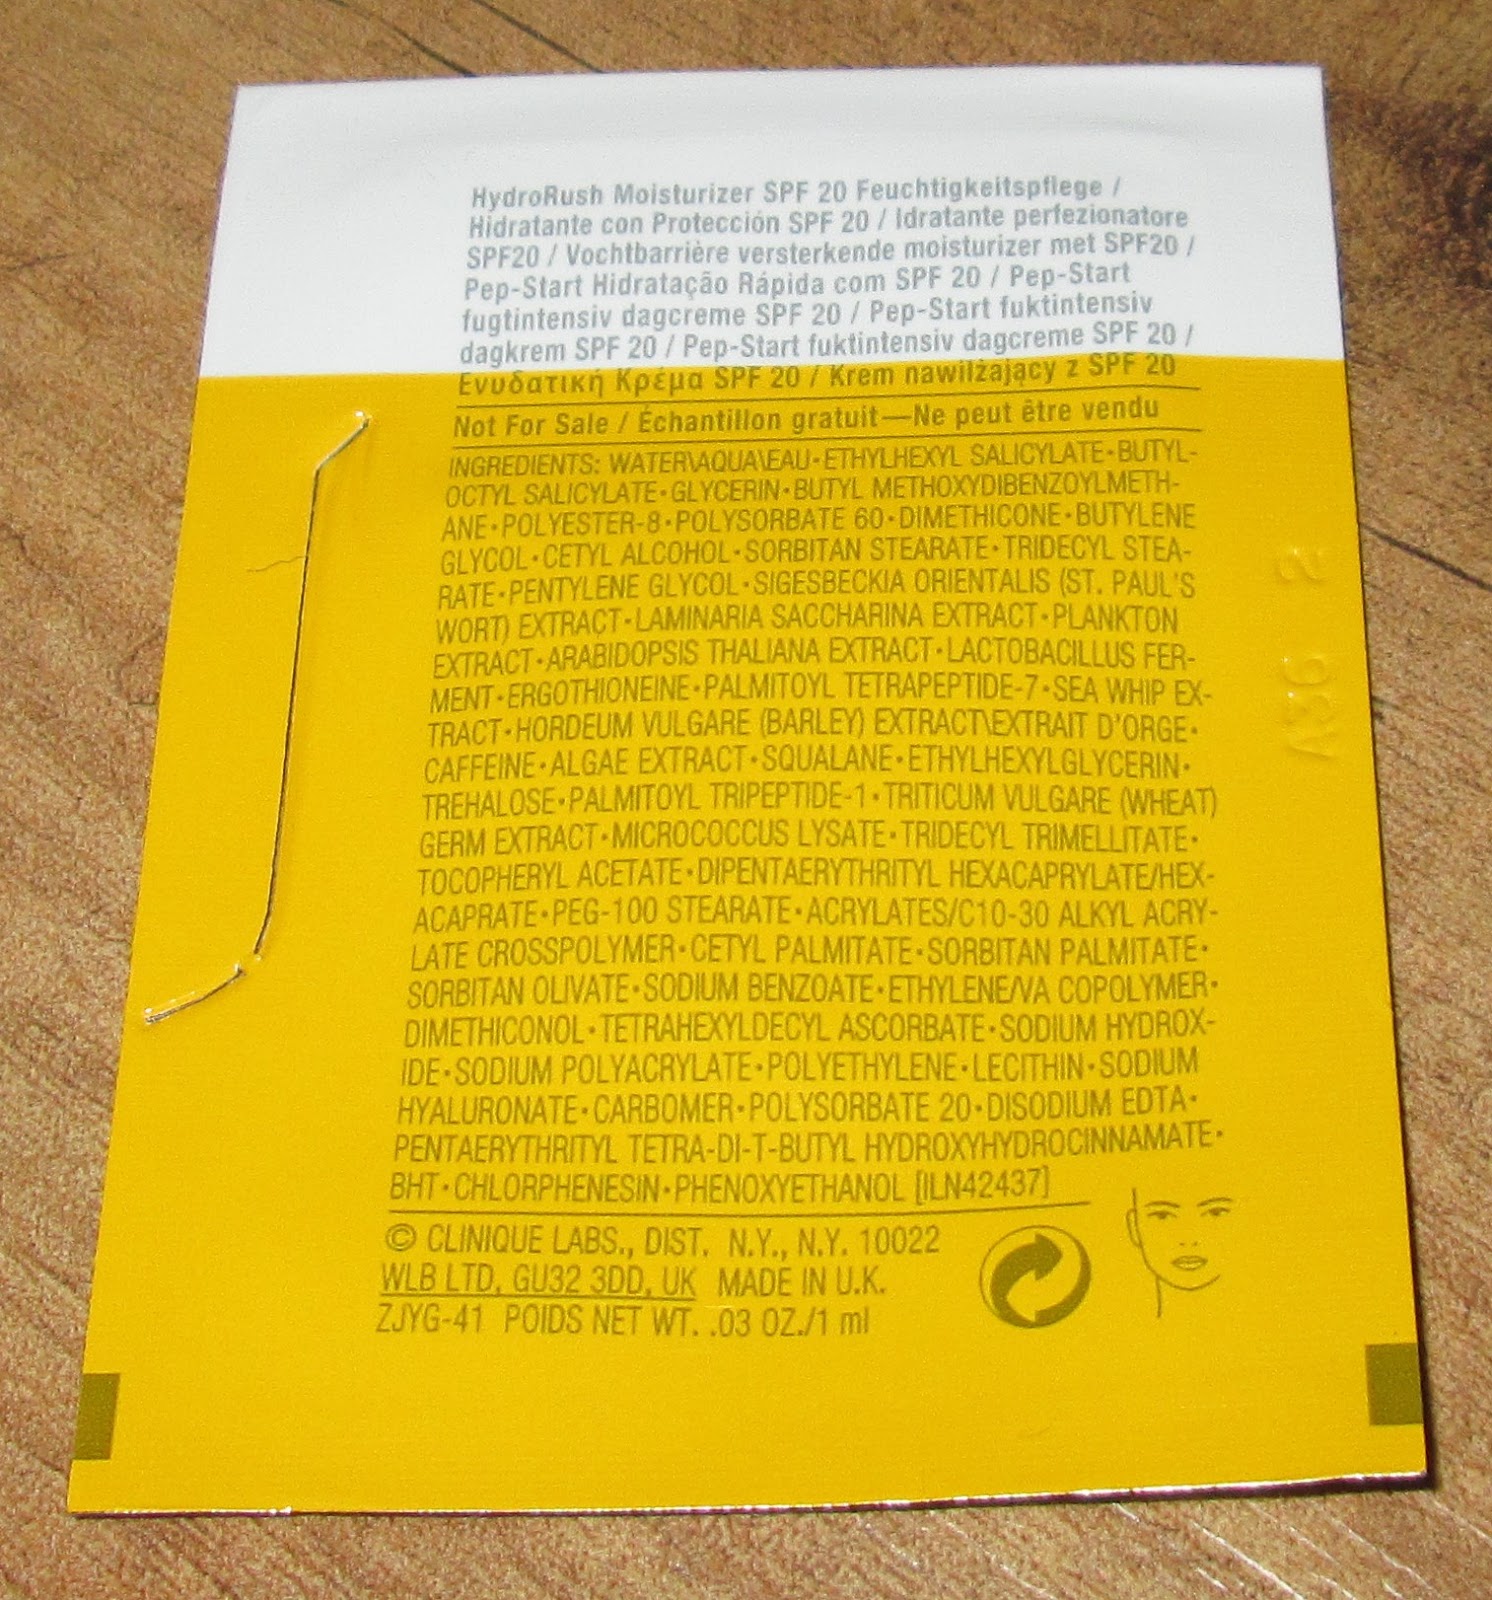 HydroRush Moisturizer SPF 20 Feuchtigkeitspflege /
Hidratante con Protección SPF 20 / Idratante perfezionatore
SPF20 / Vochtbarrière versterkende moisturizer met SPF20 /
Pep-Start Hidratação Rápida com SPF 20 / Pep-Start
fugtintensiv dagcreme SPF 20 / Pep-Start fuktintensiv
dagkrem SPF 20 / Pep-Start fuktintensiv dagcreme SPF 20 /
Ενυδατική Κρέμα SPF 20 / Krem nawilżający z SPF 20
Not For Sale / Échantillon gratuit—Ne peut être vendu
INGREDIENTS: WATER\AQUA\EAU•ETHYLHEXYL SALICYLATE•BUTYL-
OCTYL SALICYLATE•GLYCERIN•BUTYL METHOXYDIBENZOYLMETH-
ANE•POLYESTER-8•POLYSORBATE 60•DIMETHICONE•BUTYLENE
GLYCOL•CETYL ALCOHOL•SORBITAN STEARATE•TRIDECYL STEA-
RATE•PENTYLENE GLYCOL•SIGESBECKIA ORIENTALIS (ST. PAUL'S
WORT) EXTRACT•LAMINARIA SACCHARINA EXTRACT•PLANKTON
EXTRACT•ARABIDOPSIS THALIANA EXTRACT•LACTOBACILLUS FER-
MENT•ERGOTHIONEINE•PALMITOYL TETRAPEPTIDE-7•SEA WHIP EX-
TRACT•HORDEUM VULGARE (BARLEY) EXTRACT\EXTRAIT D'ORGE•
CAFFEINE•ALGAE EXTRACT•SQUALANE•ETHYLHEXYLGLYCERIN•
TREHALOSE•PALMITOYL TRIPEPTIDE-1•TRITICUM VULGARE (WHEAT)
GERM EXTRACT•MICROCOCCUS LYSATE•TRIDECYL TRIMELLITATE•
TOCOPHERYL ACETATE•DIPENTAERYTHRITYL HEXACAPRYLATE/HEX-
ACAPRATE•PEG-100 STEARATE•ACRYLATES/C10-30 ALKYL ACRY-
LATE CROSSPOLYMER•CETYL PALMITATE•SORBITAN PALMITATE•
SORBITAN OLIVATE•SODIUM BENZOATE•ETHYLENE/VA COPOLYMER•
DIMETHICONOL•TETRAHEXYLDECYL ASCORBATE•SODIUM HYDROX-
IDE•SODIUM POLYACRYLATE•POLYETHYLENE•LECITHIN•SODIUM
HYALURONATE•CARBOMER•POLYSORBATE 20•DISODIUM EDTA•
PENTAERYTHRITYL TETRA-DI-T-BUTYL HYDROXYHYDROCINNAMATE•
BHT•CHLORPHENESIN•PHENOXYETHANOL [ILN42437]
© CLINIQUE LABS., DIST. N.Y., N.Y. 10022
WLB LTD, GU32 3DD, UK MADE IN U.K.
ZJYG-41 POIDS NET WT. .03 OZ./1 ml
A36 2